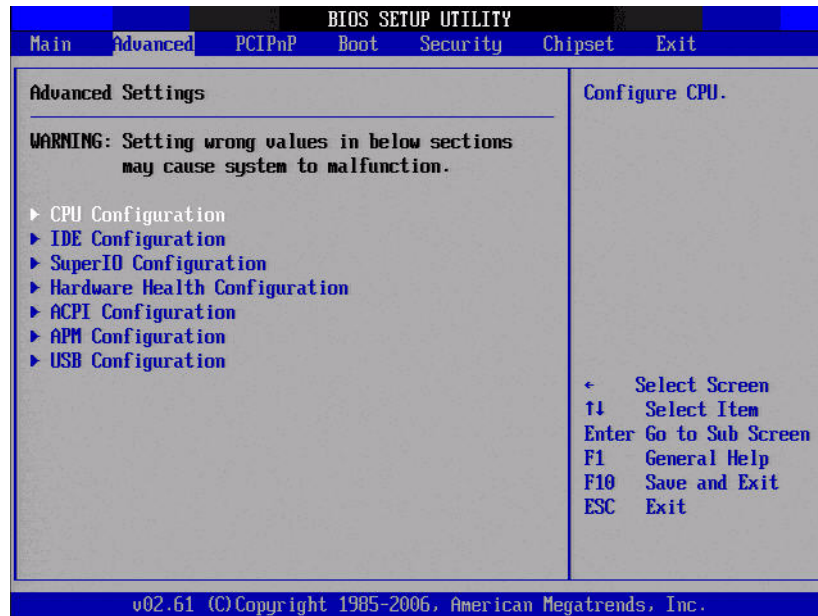 BIOS SETUP UTILITY
Main Advanced PCIPnP Boot Security Chipset Exit
Advanced Settings
WARNING: Setting wrong values in below sections
may cause system to malfunction.
▶ CPU Configuration
▶ IDE Configuration
▶ SuperIO Configuration
▶ Hardware Health Configuration
▶ ACPI Configuration
▶ APM Configuration
▶ USB Configuration
Configure CPU.
← Select Screen
↑↓ Select Item
Enter Go to Sub Screen
F1 General Help
F10 Save and Exit
ESC Exit
v02.61 (C)Copyright 1985-2006, American Megatrends, Inc.